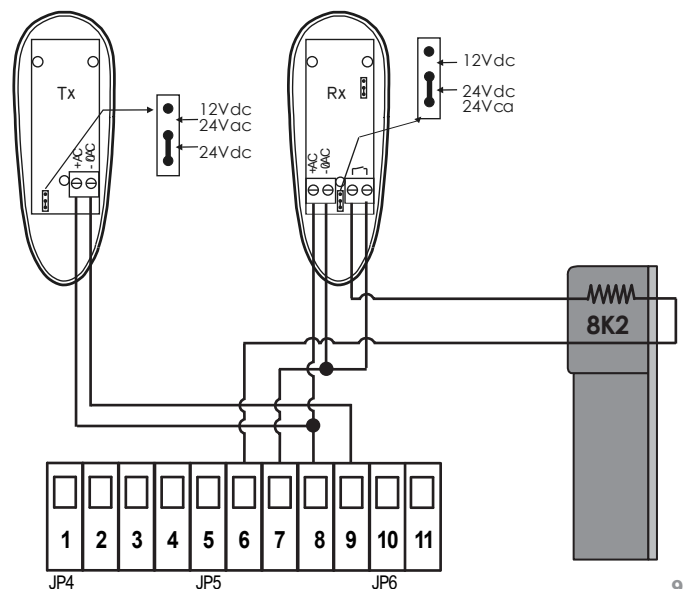 Tx
12Vdc
24Vac
24Vdc
+AC
- 0AC
Rx
12Vdc
24Vdc
24Vca
+AC
- 0AC
8K2
1 2 3 4 5 6 7 8 9 10 11
JP4 JP5 JP6
9